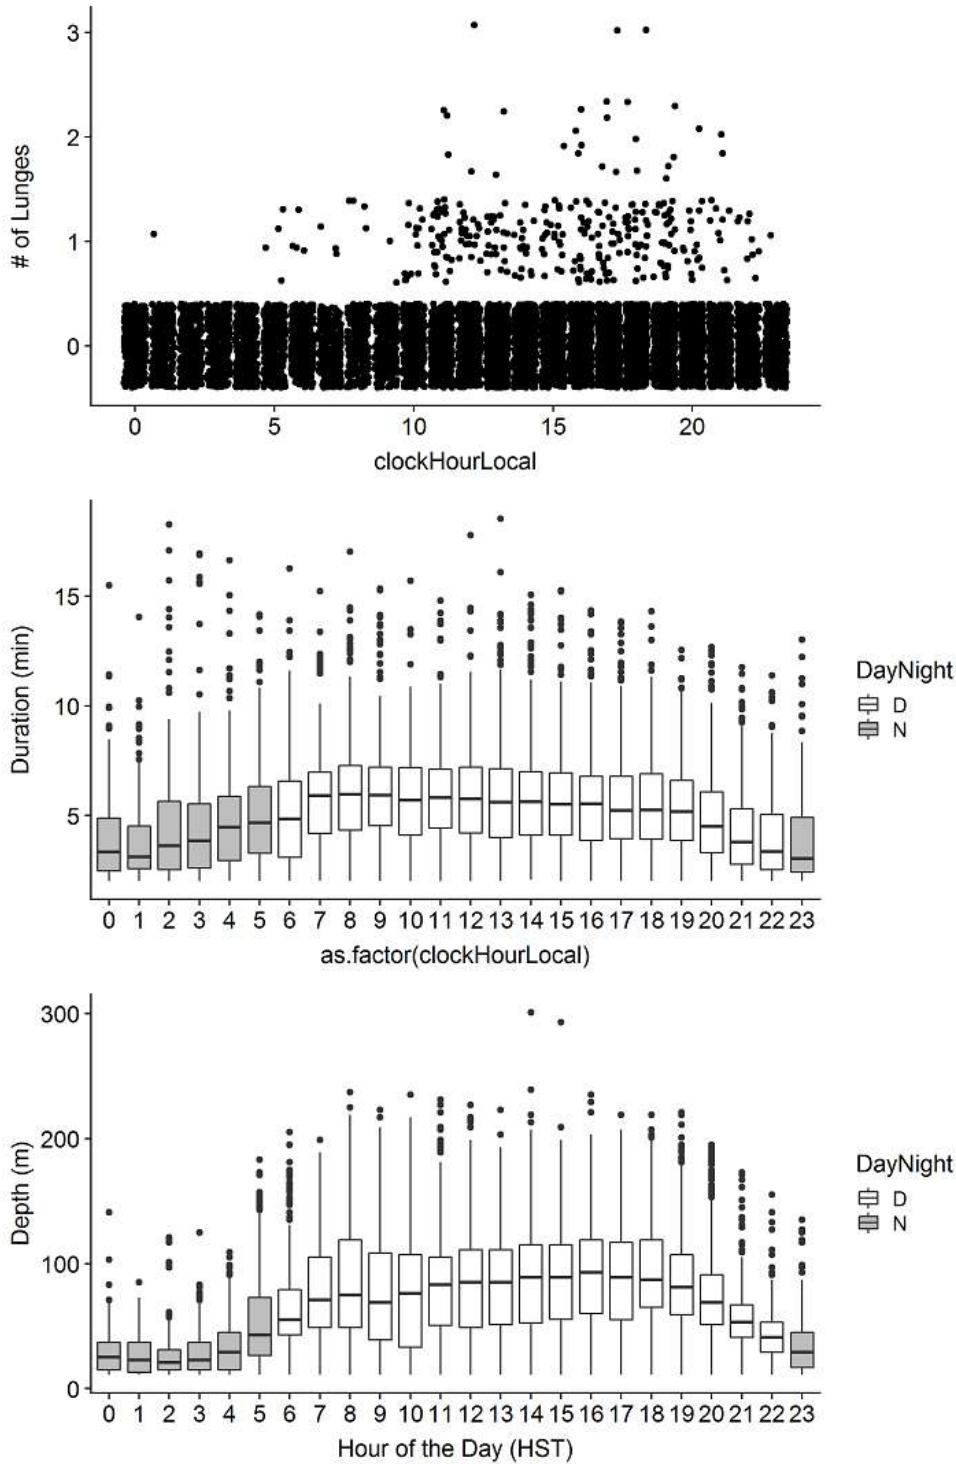 3
2
1
0
# of Lunges
0 5 10 15 20
clockHourLocal
15
10
5
Duration (min)
0 1 2 3 4 5 6 7 8 9 10 11 12 13 14 15 16 17 18 19 20 21 22 23
as.factor(clockHourLocal)
DayNight
D
N
300
200
100
0
Depth (m)
0 1 2 3 4 5 6 7 8 9 10 11 12 13 14 15 16 17 18 19 20 21 22 23
Hour of the Day (HST)
DayNight
D
N